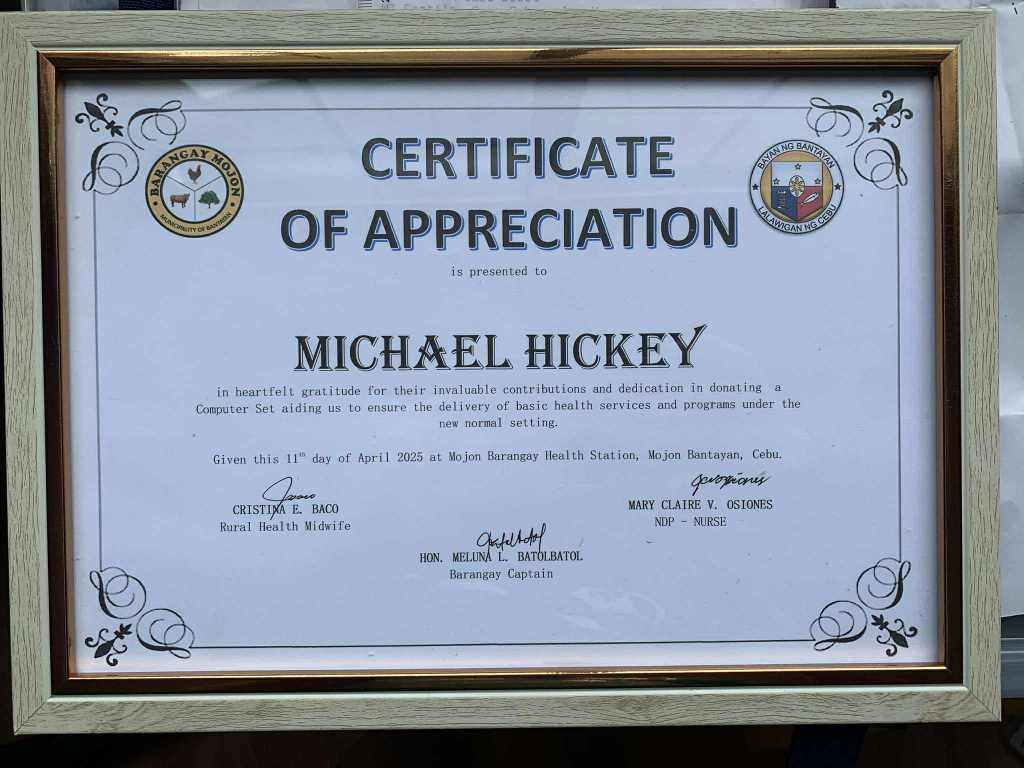 CERTIFICATE
OF APPRECIATION
BARANGAY MOJON
MUNICIPALITY OF BANTAYAN
BAYAN NG BANTAYAN
LALAWIGAN NG CEBU
is presented to
MICHAEL HICKEY
in heartfelt gratitude for their invaluable contributions and dedication in donating a
Computer Set aiding us to ensure the delivery of basic health services and programs under the
new normal setting.
Given this 11th day of April 2025 at Mojon Barangay Health Station, Mojon Bantayan, Cebu.
CRISTINA E. BACO
Rural Health Midwife
MARY CLAIRE V. OSIONES
NDP - NURSE
HON. MELUNA L. BATOLBATOL
Barangay Captain